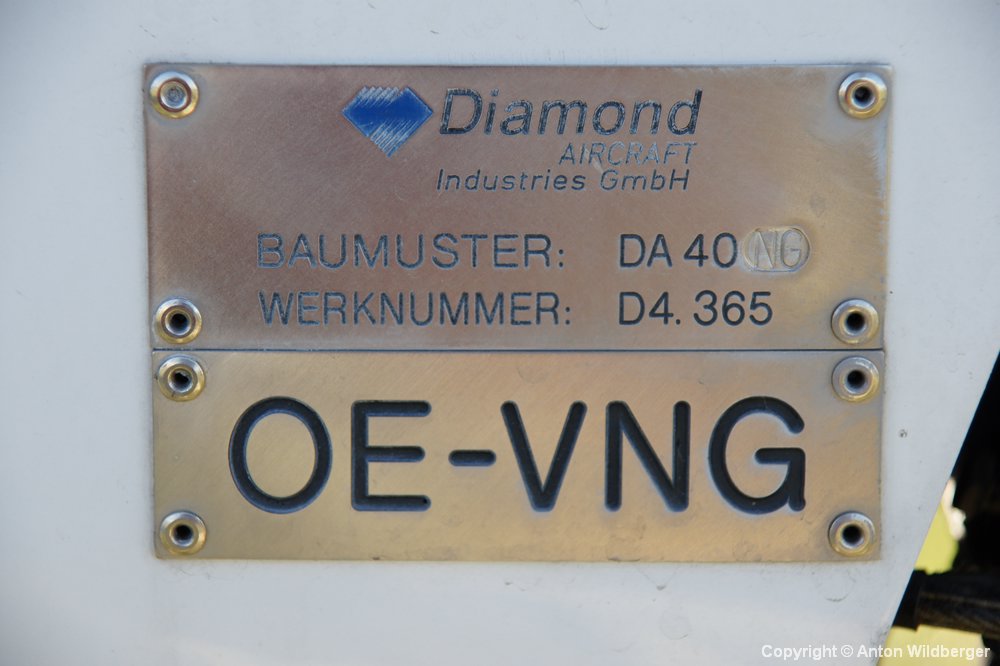 Diamond
AIRCRAFT
Industries GmbH
BAUMUSTER: DA 40 NG
WERKNUMMER: D4.365
OE-VNG
Copyright © Anton Wildberger